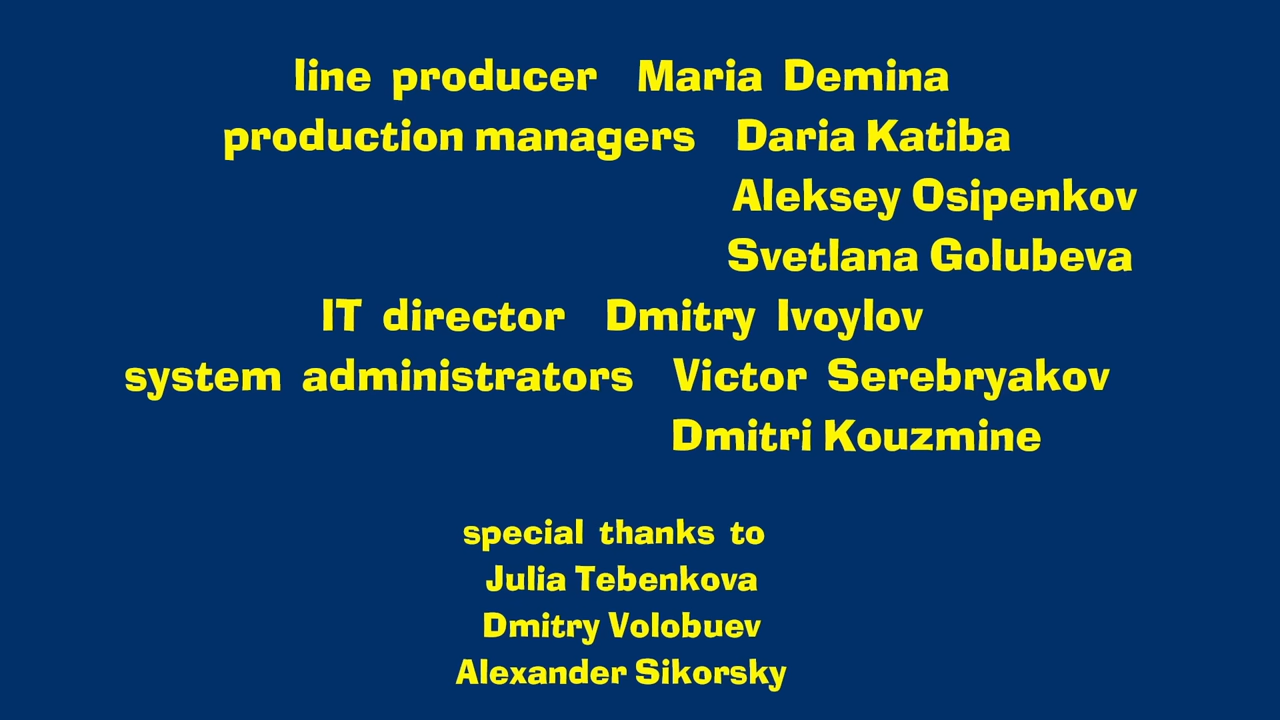 line producer Maria Demina
production managers Daria Katiba
Aleksey Osipenkov
Svetlana Golubeva
IT director Dmitry Ivoylov
system administrators Victor Serebryakov
Dmitri Kouzmine
special thanks to
Julia Tebenkova
Dmitry Volobuev
Alexander Sikorsky